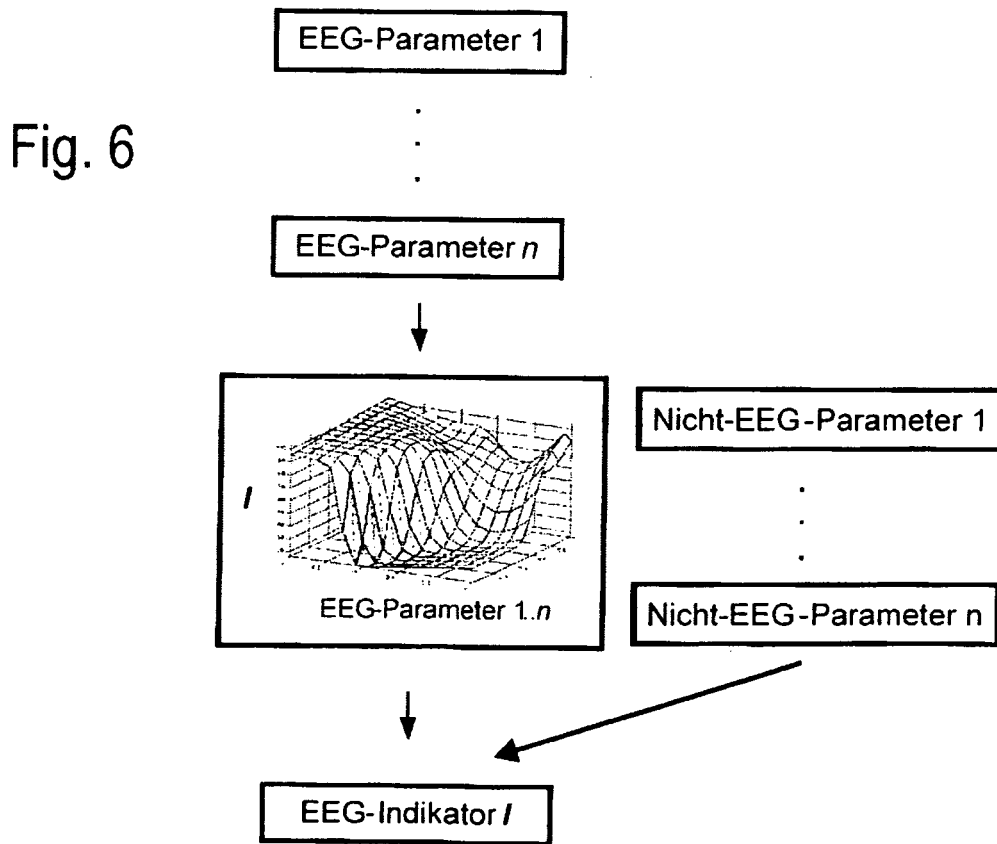 EEG-Parameter 1
Fig. 6
EEG-Parameter n
I
EEG-Parameter 1..n
Nicht-EEG-Parameter 1
Nicht-EEG-Parameter n
EEG-Indikator I